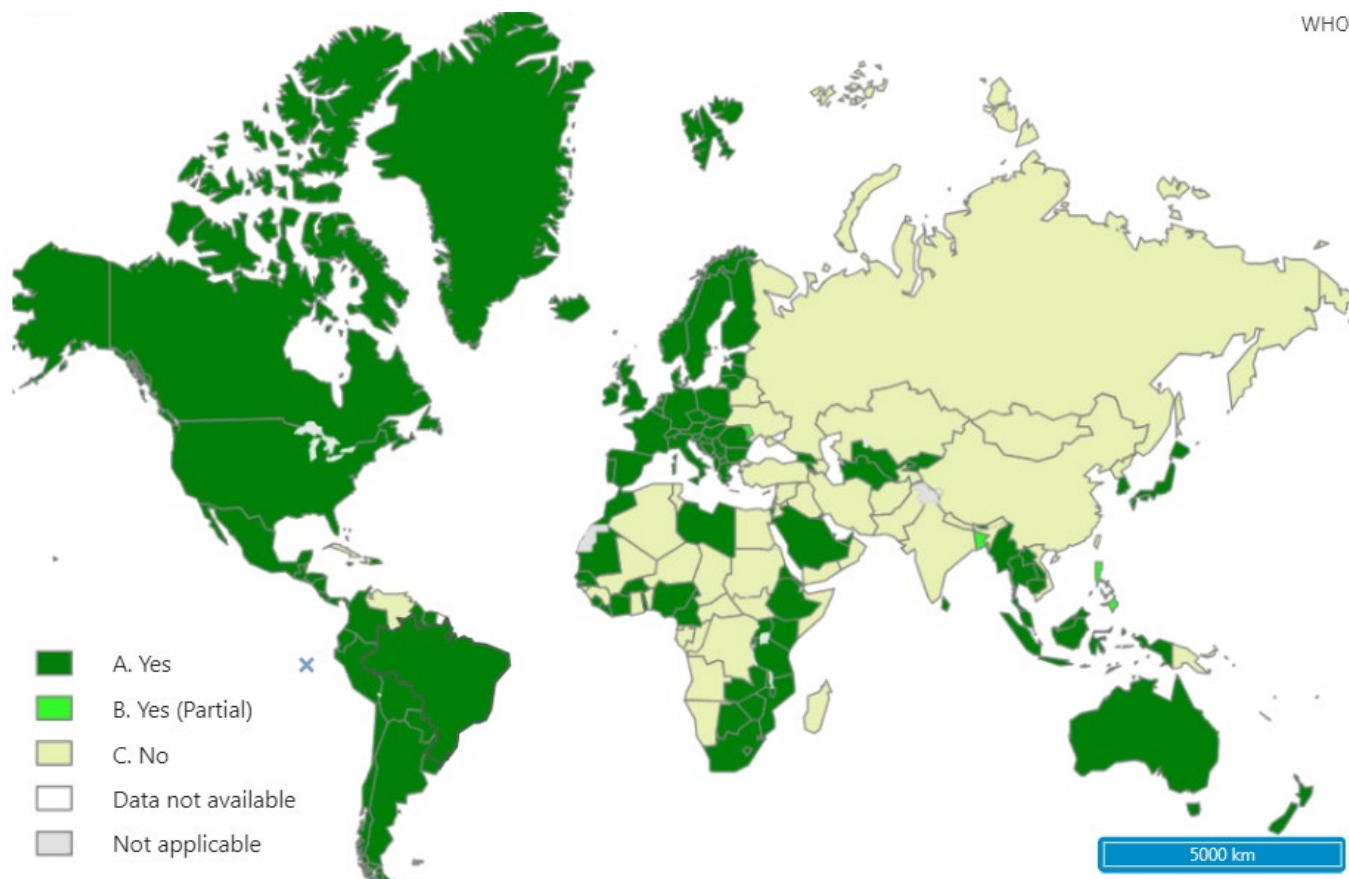 WHO
A. Yes
B. Yes (Partial)
C. No
Data not available
Not applicable
5000 km